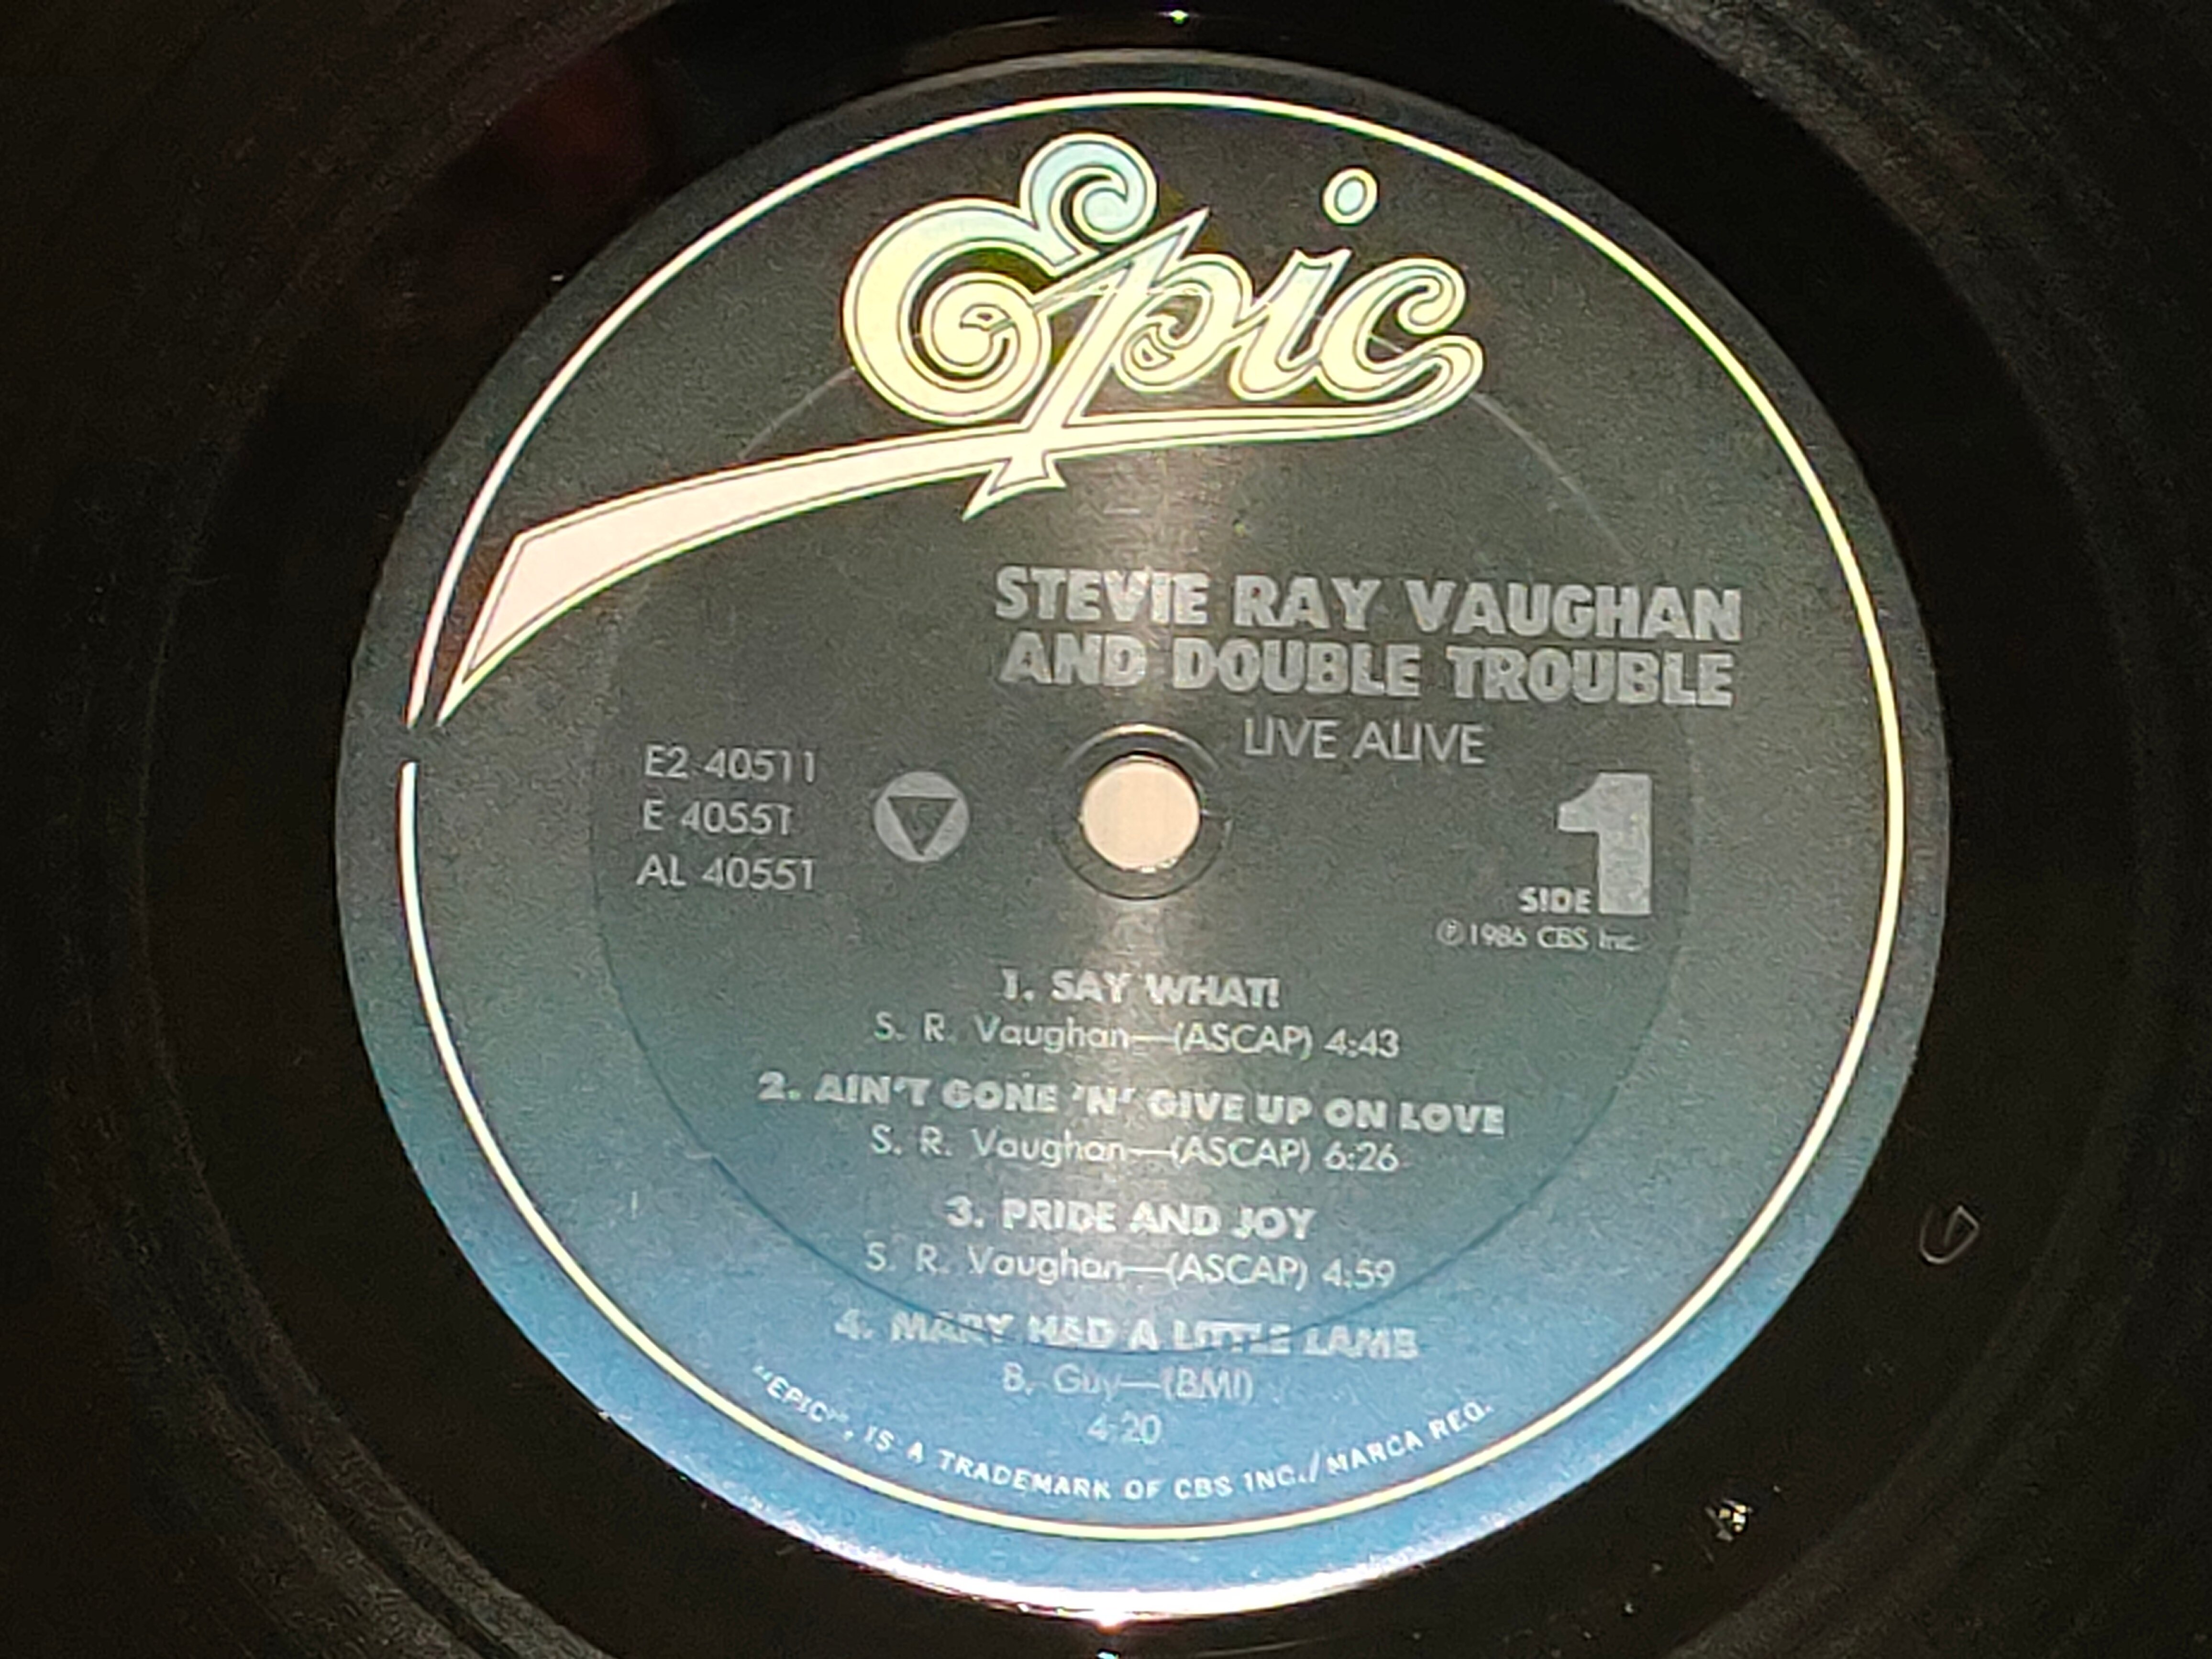 Epic
STEVIE RAY VAUGHAN
AND DOUBLE TROUBLE
LIVE ALIVE
E2 40511
E 40551
AL 40551
1
SIDE
℗ 1986 CBS Inc.
1. SAY WHAT!
S. R. Vaughan—(ASCAP) 4:43
2. AIN'T GONE 'N' GIVE UP ON LOVE
S. R. Vaughan—(ASCAP) 6:26
3. PRIDE AND JOY
S. R. Vaughan—(ASCAP) 4:59
4. MARY HAD A LITTLE LAMB
B. Guy—(BMI)
4:20
"EPIC", IS A TRADEMARK OF CBS INC./MARCA REG.